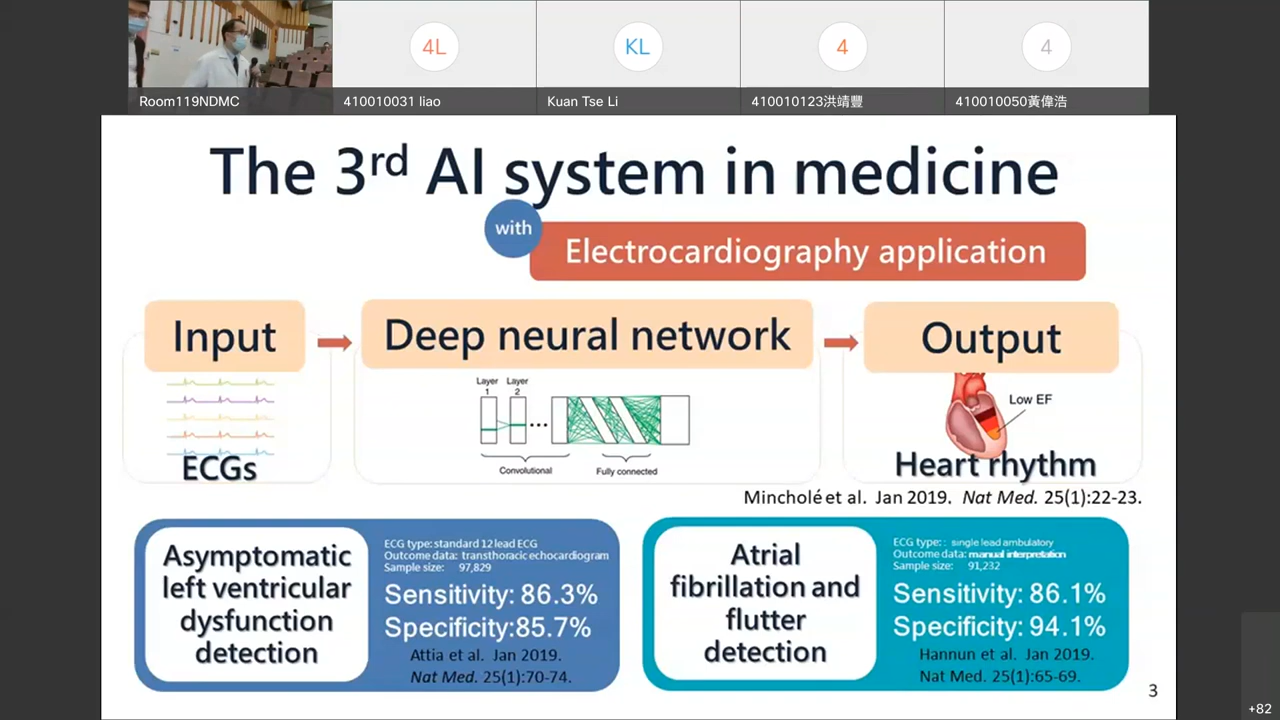 4L
KL
4
4
Room119NDMC
410010031 liao
Kuan Tse Li
410010123洪靖豐
410010050黃偉浩
The 3rd AI system in medicine
with
Electrocardiography application
Input
Deep neural network
Output
Layer 1
Layer 2
Convolutional
Fully connected
Low EF
ECGs
Heart rhythm
Mincholé et al. Jan 2019. Nat Med. 25(1):22-23.
Asymptomatic
left ventricular
dysfunction
detection
ECG type: standard 12 lead ECG
Outcome data: transthoracic echocardiogram
Sample size: 97,829
Sensitivity: 86.3%
Specificity:85.7%
Attia et al. Jan 2019.
Nat Med. 25(1):70-74.
Atrial
fibrillation and
flutter
detection
ECG type: : single lead ambulatory
Outcome data: manual interpretation
Sample size: 91,232
Sensitivity: 86.1%
Specificity: 94.1%
Hannun et al. Jan 2019.
Nat Med. 25(1):65-69.
3
+82